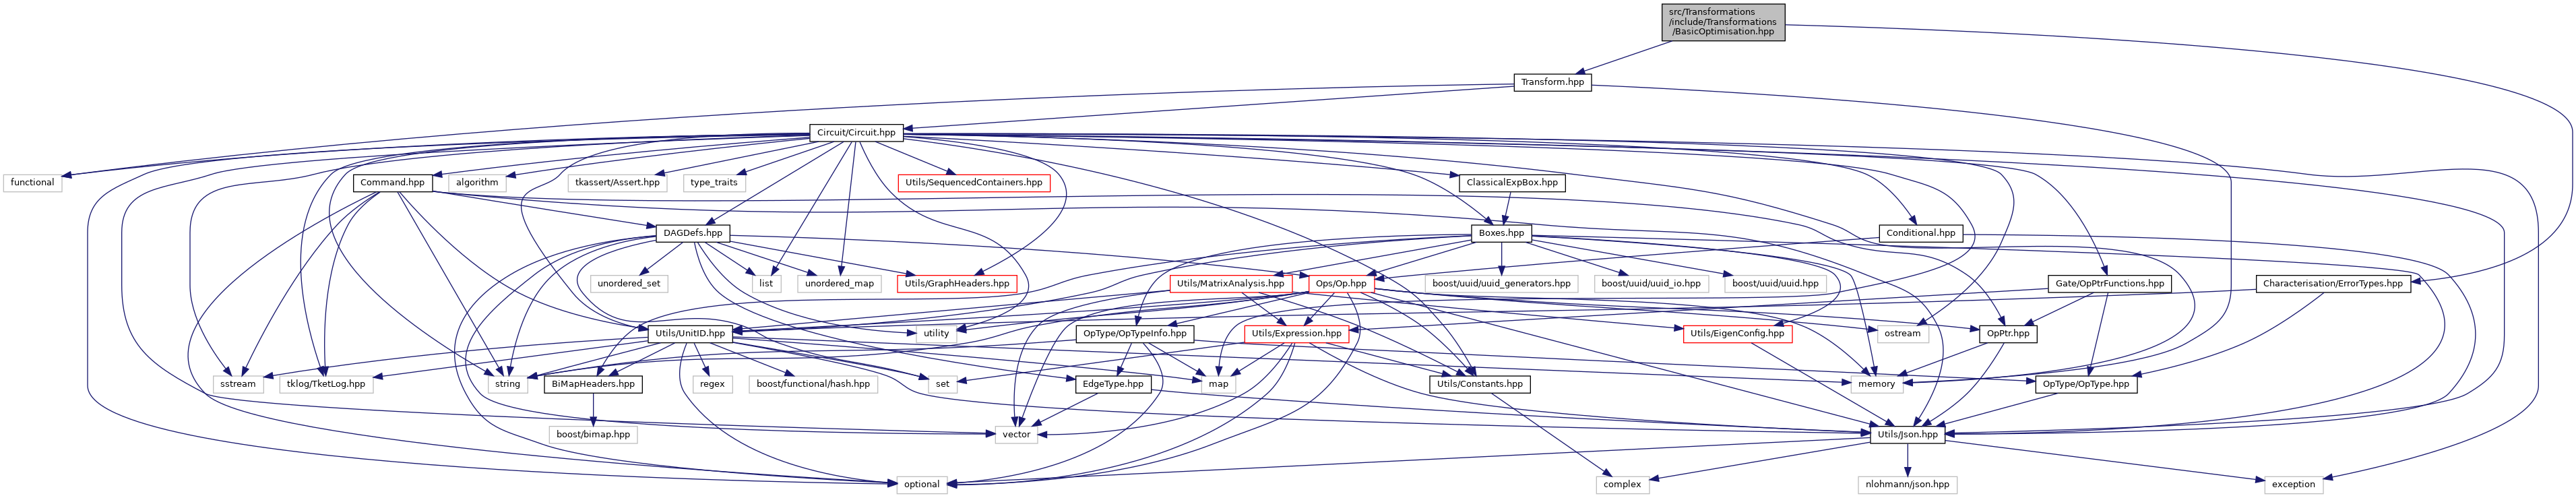 src/Transformations
/include/Transformations
/BasicOptimisation.hpp
Transform.hpp
Circuit/Circuit.hpp
functional
Command.hpp
algorithm
tkassert/Assert.hpp
type_traits
Utils/SequencedContainers.hpp
ClassicalExpBox.hpp
DAGDefs.hpp
Boxes.hpp
Conditional.hpp
unordered_set
list
unordered_map
Utils/GraphHeaders.hpp
Utils/MatrixAnalysis.hpp
Ops/Op.hpp
boost/uuid/uuid_generators.hpp
boost/uuid/uuid_io.hpp
boost/uuid/uuid.hpp
Gate/OpPtrFunctions.hpp
Characterisation/ErrorTypes.hpp
Utils/UnitID.hpp
utility
OpType/OpTypeInfo.hpp
Utils/Expression.hpp
Utils/EigenConfig.hpp
ostream
OpPtr.hpp
sstream
tklog/TketLog.hpp
string
BiMapHeaders.hpp
regex
boost/functional/hash.hpp
set
EdgeType.hpp
map
Utils/Constants.hpp
memory
OpType/OpType.hpp
boost/bimap.hpp
vector
Utils/Json.hpp
optional
complex
nlohmann/json.hpp
exception